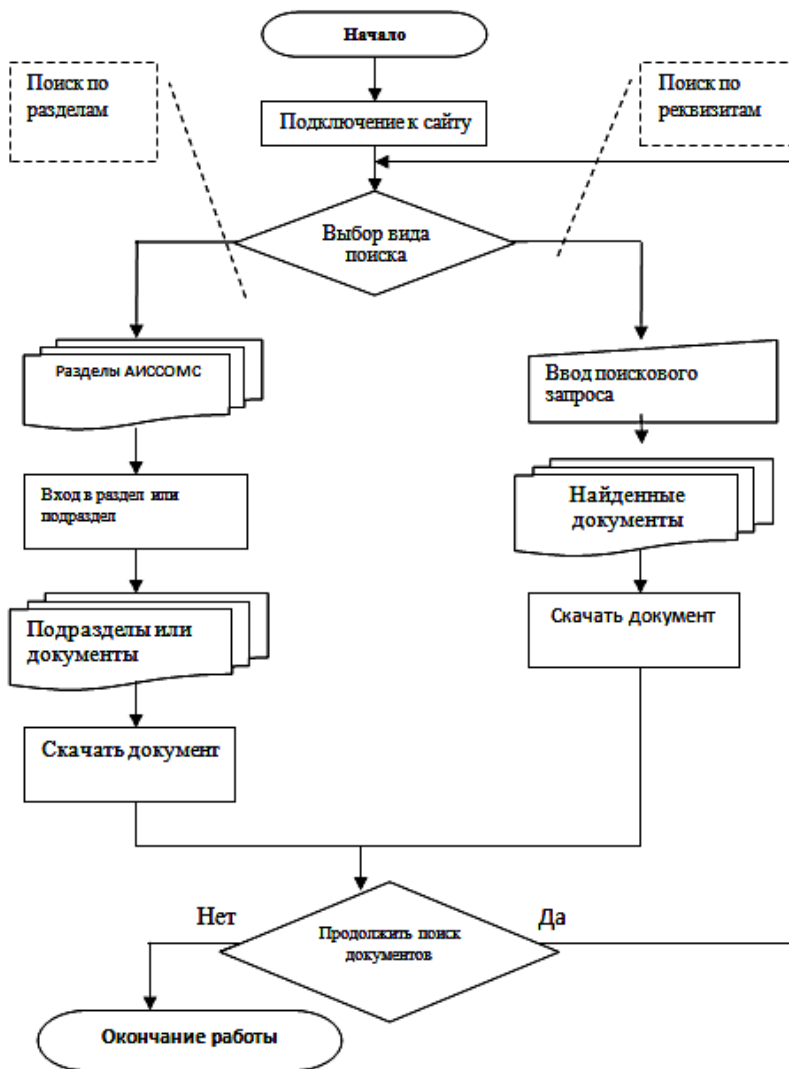 Начало
Поиск по
разделам
Поиск по
реквизитам
Подключение к сайту
Выбор вида
поиска
Разделы АИССОМС
Ввод поискового
запроса
Вход в раздел или
подраздел
Найденные
документы
Подразделы или
документы
Скачать документ
Скачать документ
Нет
Да
Продолжить поиск
документов
Окончание работы